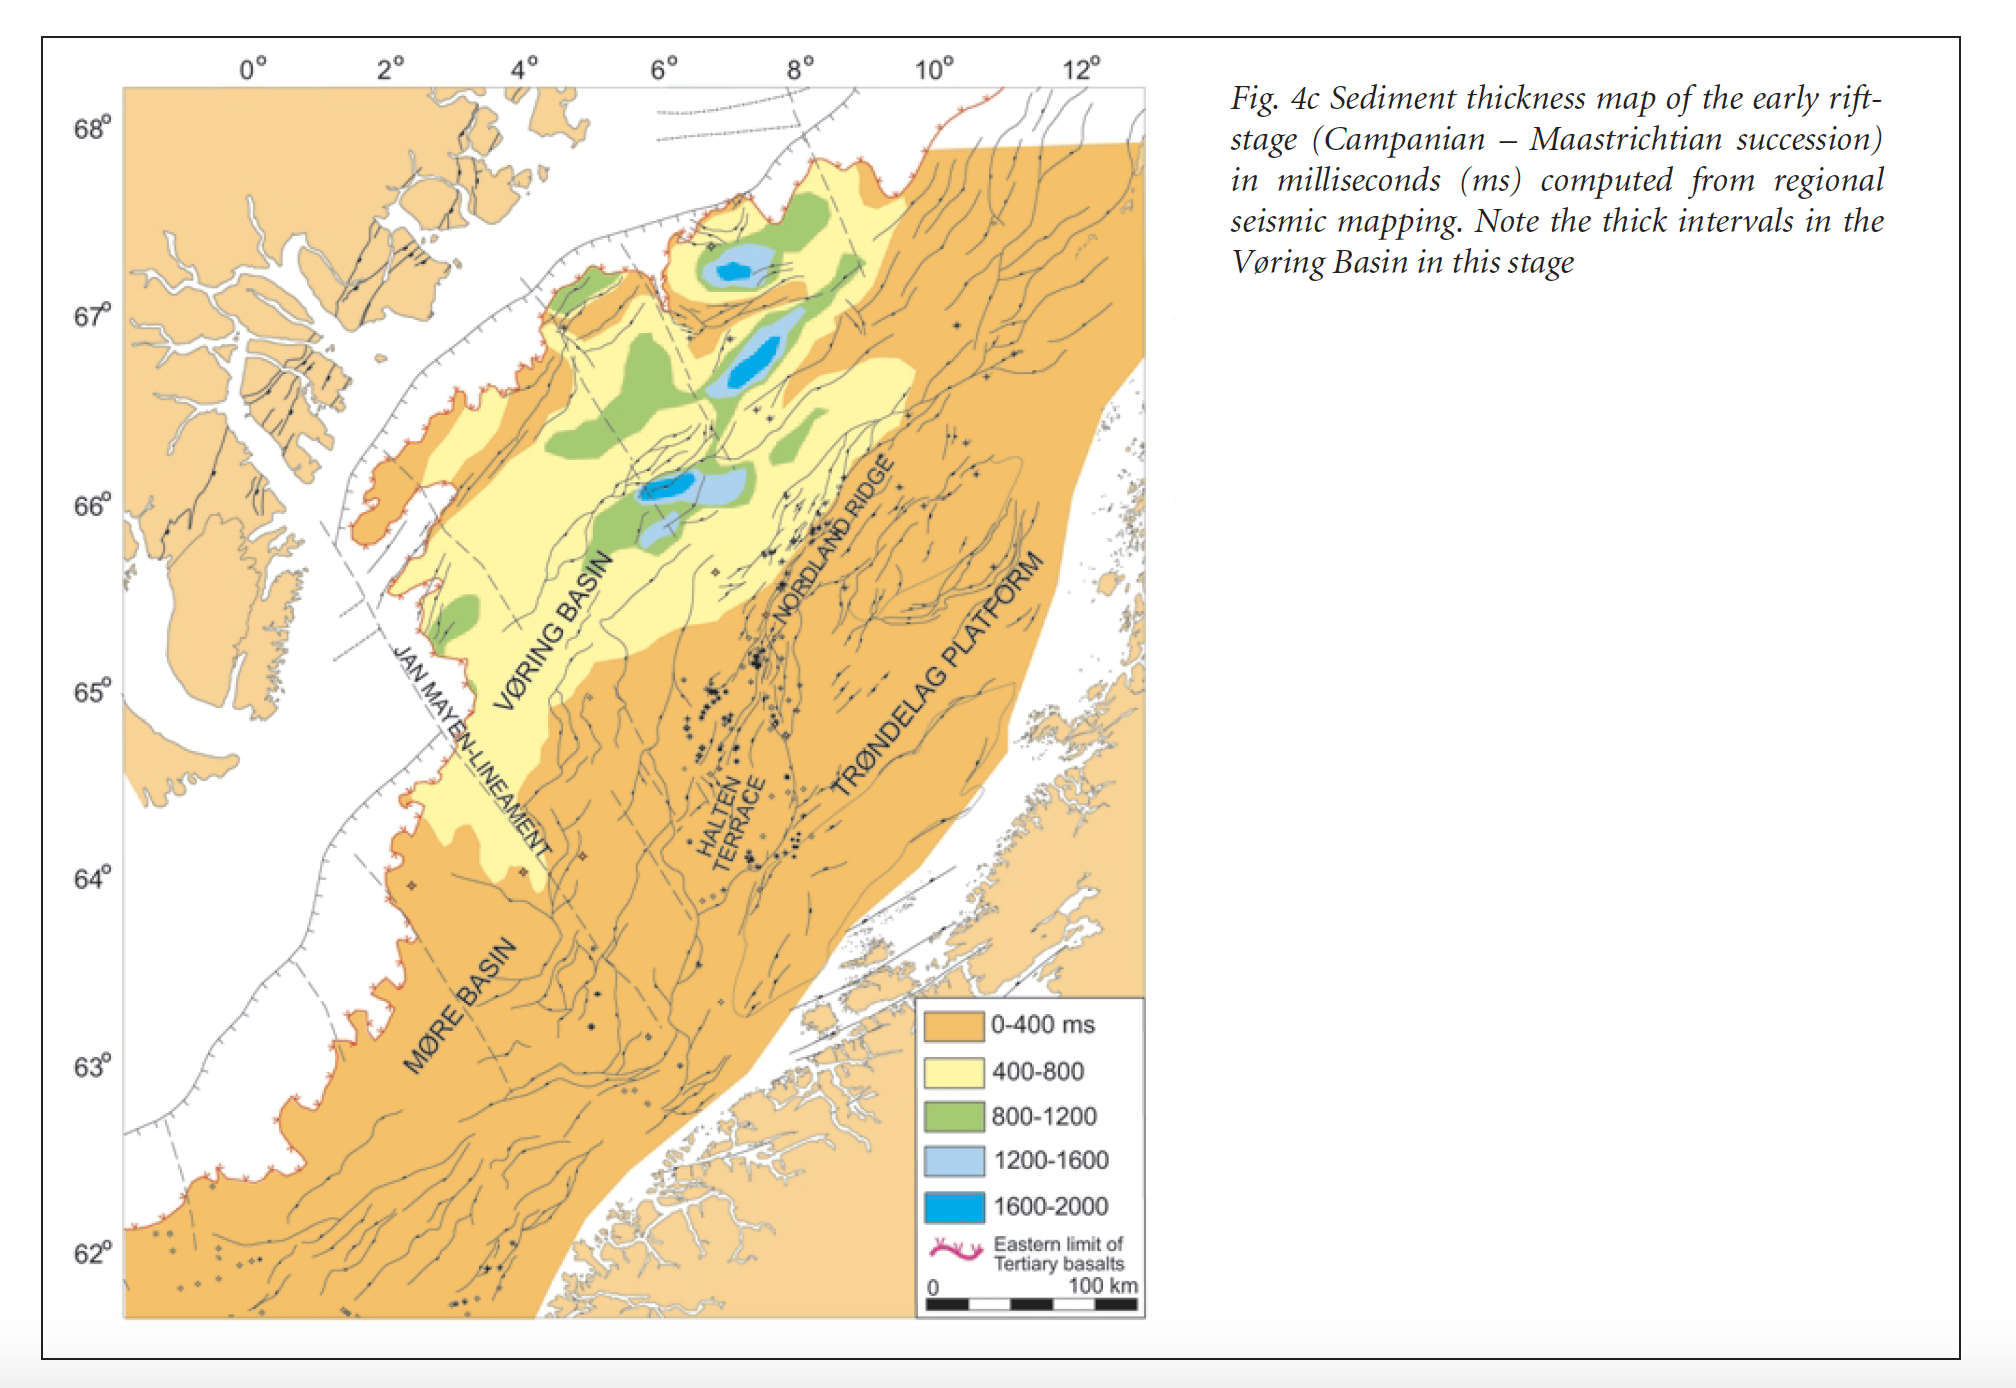 0° 2° 4° 6° 8° 10° 12°
68°
67°
66°
65°
64°
63°
62°
NORDLAND RIDGE
VØRING BASIN
TRØNDELAG PLATFORM
JAN MAYEN-LINEAMENT
HALTEN
TERRACE
MØRE BASIN
0-400 ms
400-800
800-1200
1200-1600
1600-2000
Eastern limit of
Tertiary basalts
0 100 km
Fig. 4c Sediment thickness map of the early rift-
stage (Campanian – Maastrichtian succession)
in milliseconds (ms) computed from regional
seismic mapping. Note the thick intervals in the
Vøring Basin in this stage